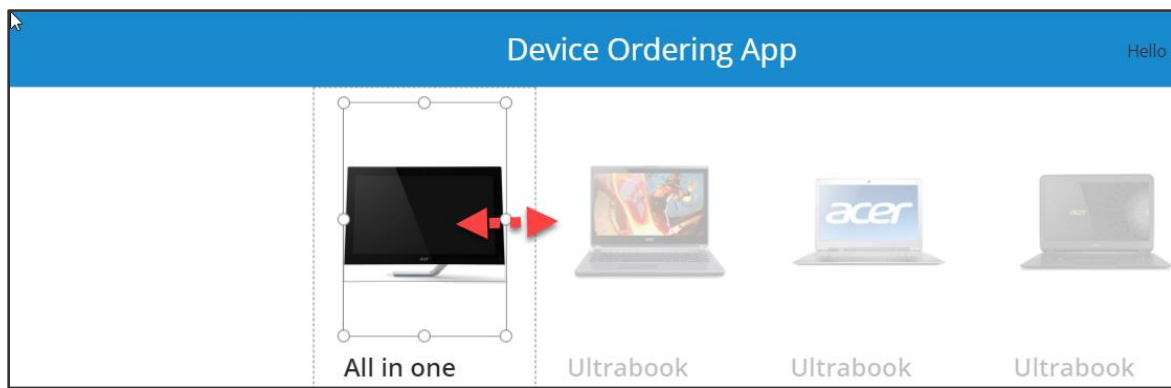 Device Ordering App
Hello
acer
All in one
Ultrabook
Ultrabook
Ultrabook